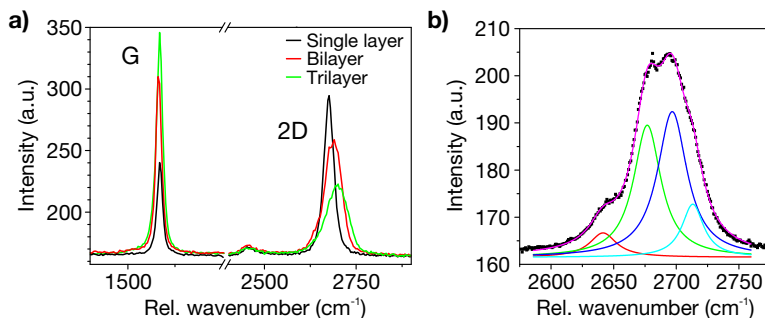 a)
G
2D
Single layer
Bilayer
Trilayer
350
300
250
200
Intensity (a.u.)
1500
2500
2750
Rel. wavenumber (cm⁻¹)
b)
205
200
190
180
170
160
Intensity (a.u.)
2600
2650
2700
2750
Rel. wavenumber (cm⁻¹)